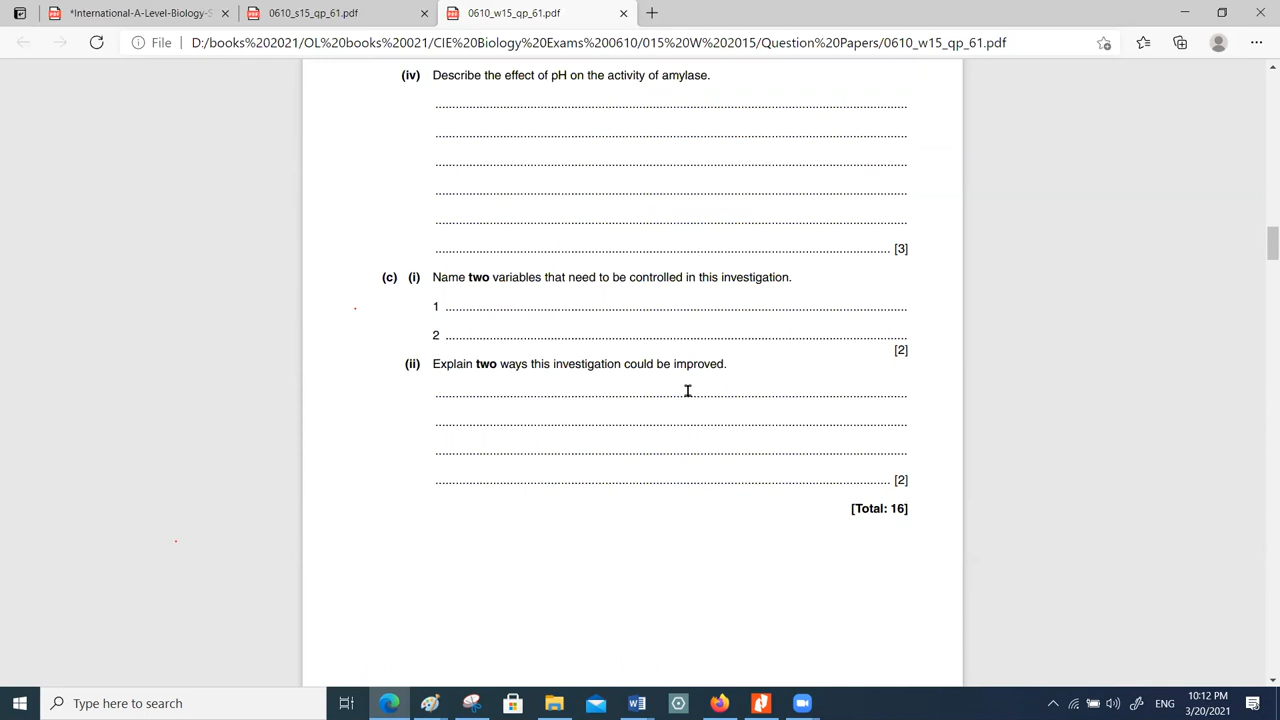 *International-A-Level-Biology-S
0610_s15_qp_61.pdf
0610_w15_qp_61.pdf
File
D:/books%202021/OL%20books%20021/CIE%20Biology%20Exams%200610/015%20W%202015/Question%20Papers/0610_w15_qp_61.pdf
(iv) Describe the effect of pH on the activity of amylase.
[3]
(c) (i) Name two variables that need to be controlled in this investigation.
1
2
[2]
(ii) Explain two ways this investigation could be improved.
[2]
[Total: 16]
Type here to search
ENG
10:12 PM
3/20/2021